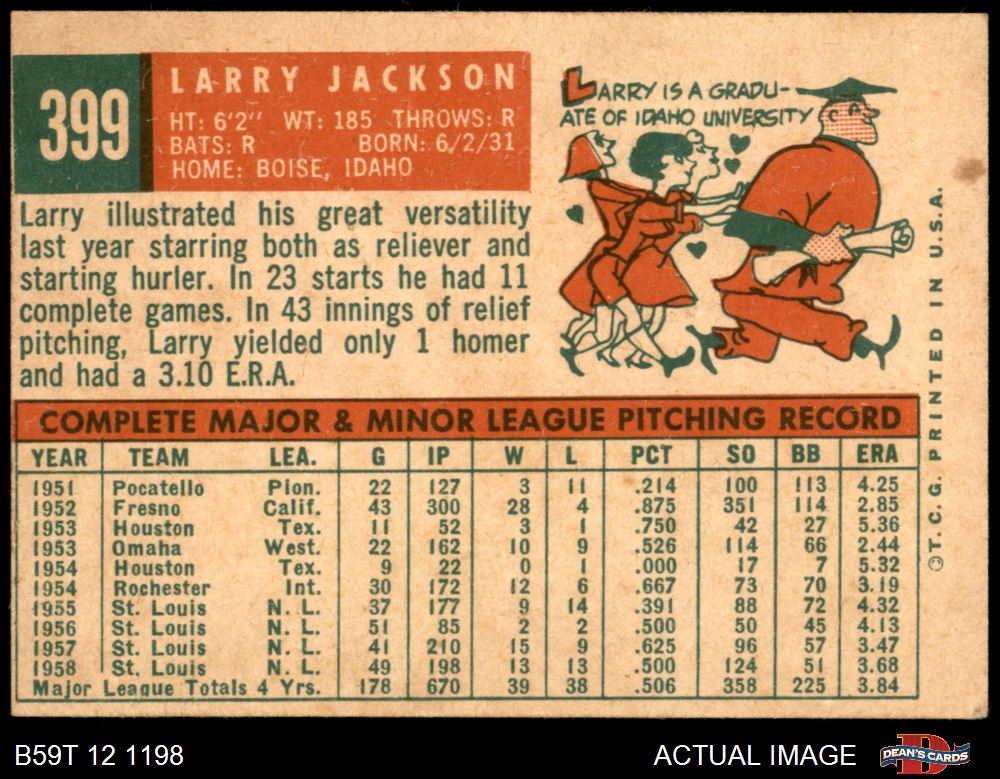 399
LARRY JACKSON
HT: 6'2" WT: 185 THROWS: R
BATS: R BORN: 6/2/31
HOME: BOISE, IDAHO
LARRY IS A GRADU-
ATE OF IDAHO UNIVERSITY
Larry illustrated his great versatility
last year starring both as reliever and
starting hurler. In 23 starts he had 11
complete games. In 43 innings of relief
pitching, Larry yielded only 1 homer
and had a 3.10 E.R.A.
COMPLETE MAJOR & MINOR LEAGUE PITCHING RECORD
YEAR TEAM LEA. G IP W L PCT SO BB ERA
1951 Pocatello Pion. 22 127 3 11 .214 100 113 4.25
1952 Fresno Calif. 43 300 28 4 .875 351 114 2.85
1953 Houston Tex. 11 52 3 1 .750 42 27 5.36
1953 Omaha West. 22 162 10 9 .526 114 66 2.44
1954 Houston Tex. 9 22 0 1 .000 17 7 5.32
1954 Rochester Int. 30 172 12 6 .667 73 70 3.19
1955 St. Louis N. L. 37 177 9 14 .391 88 72 4.32
1956 St. Louis N. L. 51 85 2 2 .500 50 45 4.13
1957 St. Louis N. L. 41 210 15 9 .625 96 57 3.47
1958 St. Louis N. L. 49 198 13 13 .500 124 51 3.68
Major League Totals 4 Yrs. 178 670 39 38 .506 358 225 3.84
©T.C.G. PRINTED IN U.S.A.
B59T 12 1198
ACTUAL IMAGE
DEAN'S CARDS